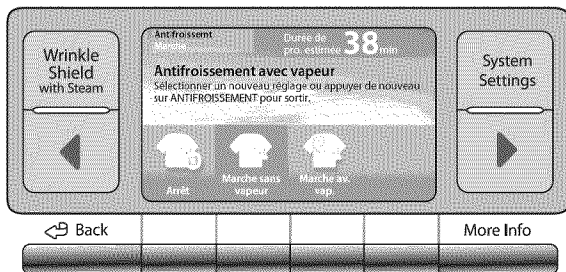 Wrinkle
Shield
with Steam
Antifroissemt
Marche
Durée de
pro. estimée 38 min
Antifroissement avec vapeur
Sélectionner un nouveau réglage ou appuyer de nouveau
sur ANTIFROISSEMENT pour sortir.
Arrêt
Marche sans
vapeur
Marche av.
vap.
System
Settings
Back
More Info